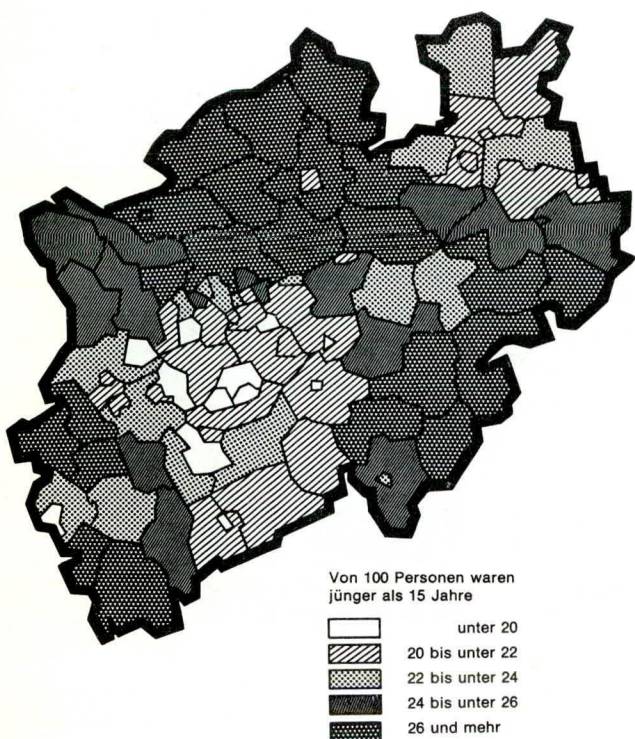 Von 100 Personen waren
jünger als 15 Jahre
unter 20
20 bis unter 22
22 bis unter 24
24 bis unter 26
26 und mehr